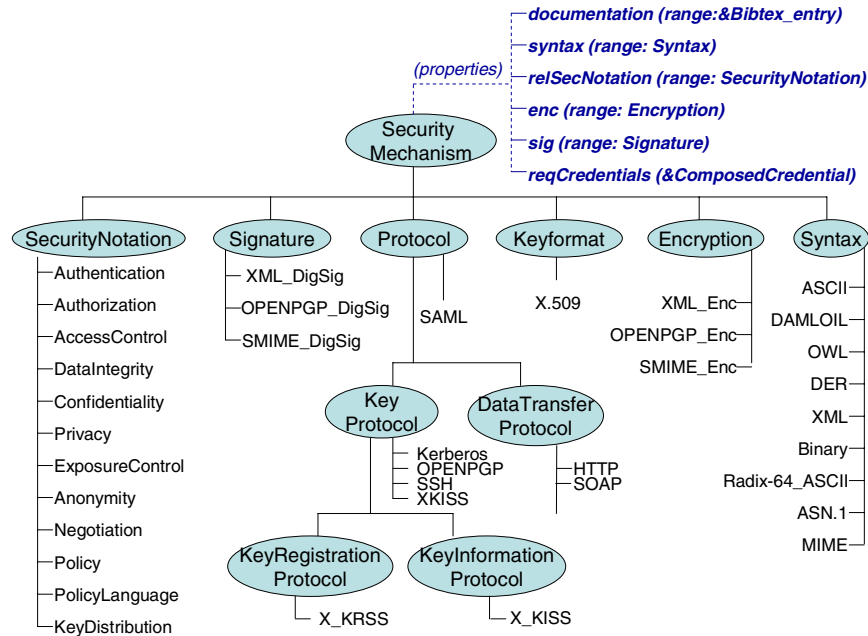 documentation (range:&Bibtex_entry)
syntax (range: Syntax)
(properties)
relSecNotation (range: SecurityNotation)
enc (range: Encryption)
sig (range: Signature)
reqCredentials (&ComposedCredential)
Security
Mechanism
SecurityNotation
Signature
Protocol
Keyformat
Encryption
Syntax
Authentication
Authorization
AccessControl
DataIntegrity
Confidentiality
Privacy
ExposureControl
Anonymity
Negotiation
Policy
PolicyLanguage
KeyDistribution
XML_DigSig
OPENPGP_DigSig
SMIME_DigSig
SAML
X.509
XML_Enc
OPENPGP_Enc
SMIME_Enc
ASCII
DAMLOIL
OWL
DER
XML
Binary
Radix-64_ASCII
ASN.1
MIME
Key
Protocol
DataTransfer
Protocol
Kerberos
OPENPGP
SSH
XKISS
HTTP
SOAP
KeyRegistration
Protocol
KeyInformation
Protocol
X_KRSS
X_KISS